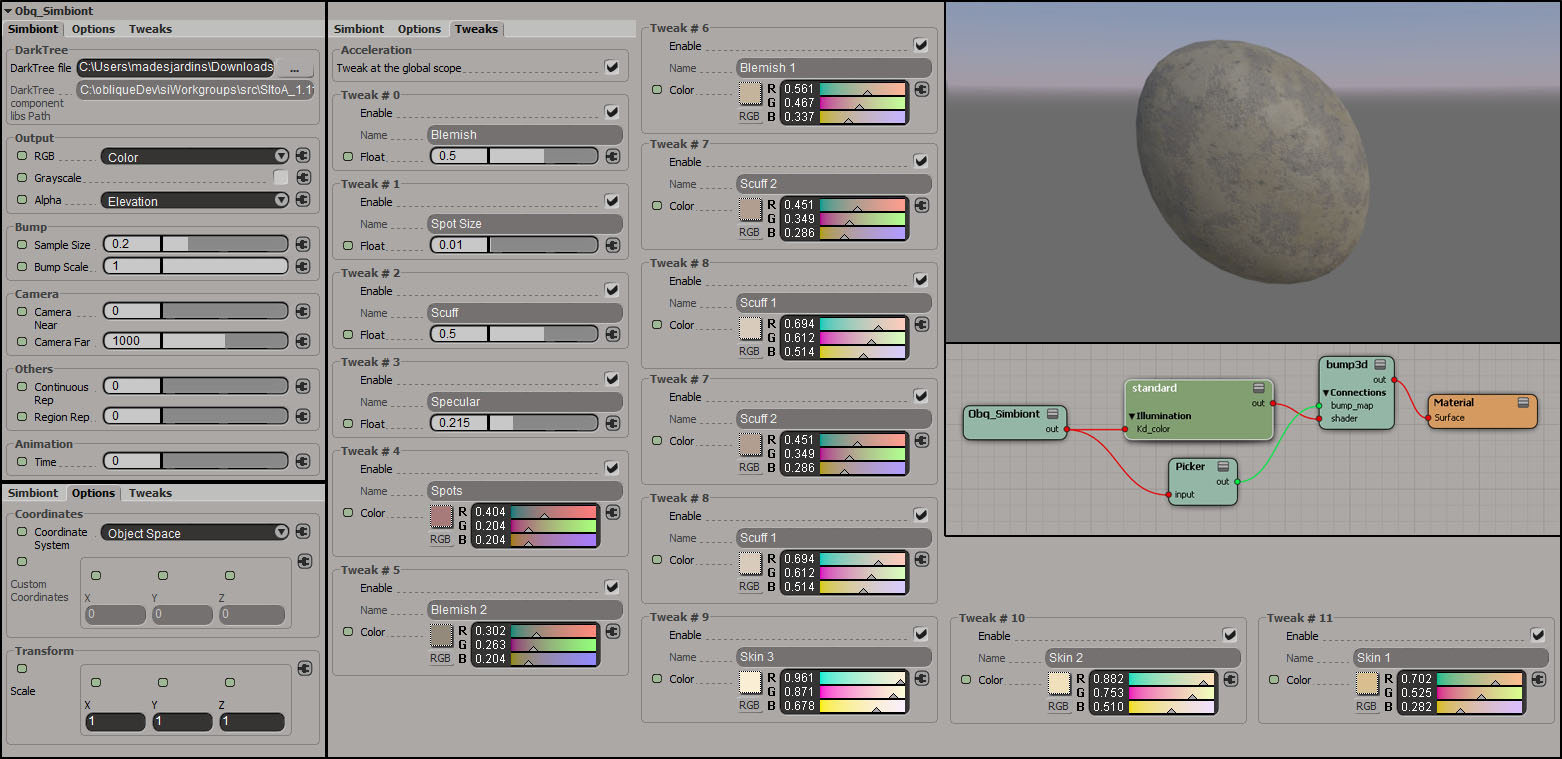 Obq_Simbiont
Simbiont Options Tweaks
DarkTree
DarkTree file C:\Users\madesjardins\Downloads ...
DarkTree component libs Path C:\obliqueDev\siWorkgroups\src\SItoA_1.1
Output
RGB Color
Grayscale
Alpha Elevation
Bump
Sample Size 0.2
Bump Scale 1
Camera
Camera Near 0
Camera Far 1000
Others
Continuous Rep 0
Region Rep 0
Animation
Time 0
Simbiont Options Tweaks
Coordinates
Coordinate System Object Space
Custom Coordinates
X Y Z
0 0 0
Transform
Scale
X Y Z
1 1 1
Simbiont Options Tweaks
Acceleration
Tweak at the global scope
Tweak # 0
Enable
Name Blemish
Float 0.5
Tweak # 1
Enable
Name Spot Size
Float 0.01
Tweak # 2
Enable
Name Scuff
Float 0.5
Tweak # 3
Enable
Name Specular
Float 0.215
Tweak # 4
Enable
Name Spots
Color R 0.404
G 0.204
RGB B 0.204
Tweak # 5
Enable
Name Blemish 2
Color R 0.302
G 0.263
RGB B 0.204
Tweak # 6
Enable
Name Blemish 1
Color R 0.561
G 0.467
RGB B 0.337
Tweak # 7
Enable
Name Scuff 2
Color R 0.451
G 0.349
RGB B 0.286
Tweak # 8
Enable
Name Scuff 1
Color R 0.694
G 0.612
RGB B 0.514
Tweak # 7
Enable
Name Scuff 2
Color R 0.451
G 0.349
RGB B 0.286
Tweak # 8
Enable
Name Scuff 1
Color R 0.694
G 0.612
RGB B 0.514
Tweak # 9
Enable
Name Skin 3
Color R 0.961
G 0.871
RGB B 0.678
Obq_Simbiont
out
standard
out
Illumination
Kd_color
Picker
out
input
bump3d
out
Connections
bump_map
shader
Material
Surface
Tweak # 10
Enable
Name Skin 2
Color R 0.882
G 0.753
RGB B 0.510
Tweak # 11
Enable
Name Skin 1
Color R 0.702
G 0.525
RGB B 0.282